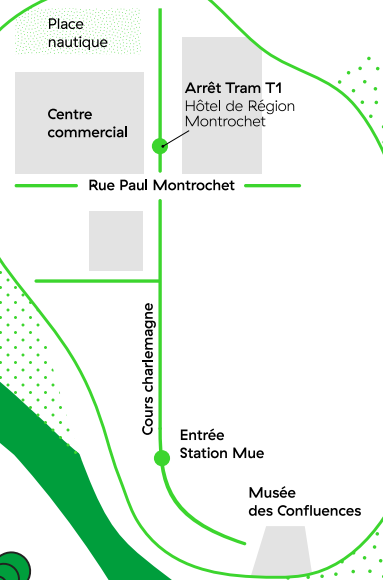 Place
nautique
Arrêt Tram T1
Hôtel de Région
Montrochet
Centre
commercial
Rue Paul Montrochet
Cours charlemagne
Entrée
Station Mue
Musée
des Confluences